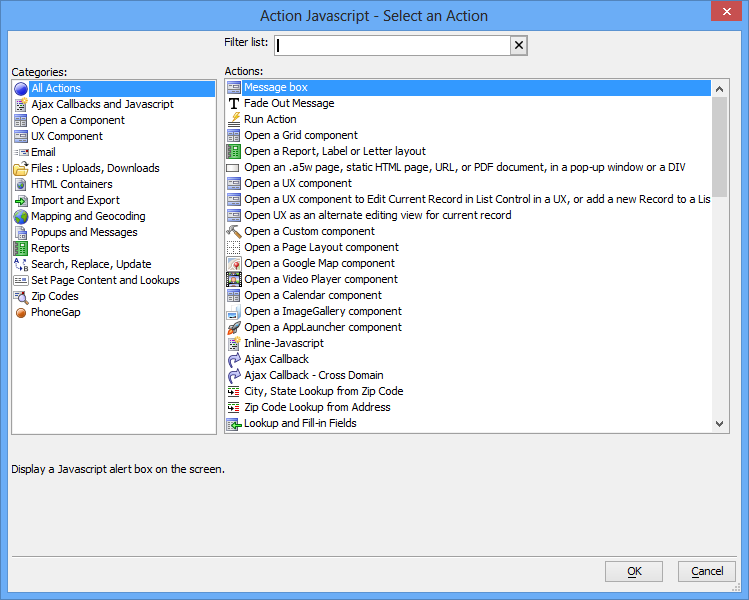 Action Javascript - Select an Action
Filter list:
Categories:
All Actions
Ajax Callbacks and Javascript
Open a Component
UX Component
Email
Files : Uploads, Downloads
HTML Containers
Import and Export
Mapping and Geocoding
Popups and Messages
Reports
Search, Replace, Update
Set Page Content and Lookups
Zip Codes
PhoneGap
Actions:
Message box
Fade Out Message
Run Action
Open a Grid component
Open a Report, Label or Letter layout
Open an .a5w page, static HTML page, URL, or PDF document, in a pop-up window or a DIV
Open a UX component
Open a UX component to Edit Current Record in List Control in a UX, or add a new Record to a Lis
Open UX as an alternate editing view for current record
Open a Custom component
Open a Page Layout component
Open a Google Map component
Open a Video Player component
Open a Calendar component
Open a ImageGallery component
Open a AppLauncher component
Inline-Javascript
Ajax Callback
Ajax Callback - Cross Domain
City, State Lookup from Zip Code
Zip Code Lookup from Address
Lookup and Fill-in Fields
Display a Javascript alert box on the screen.
OK
Cancel